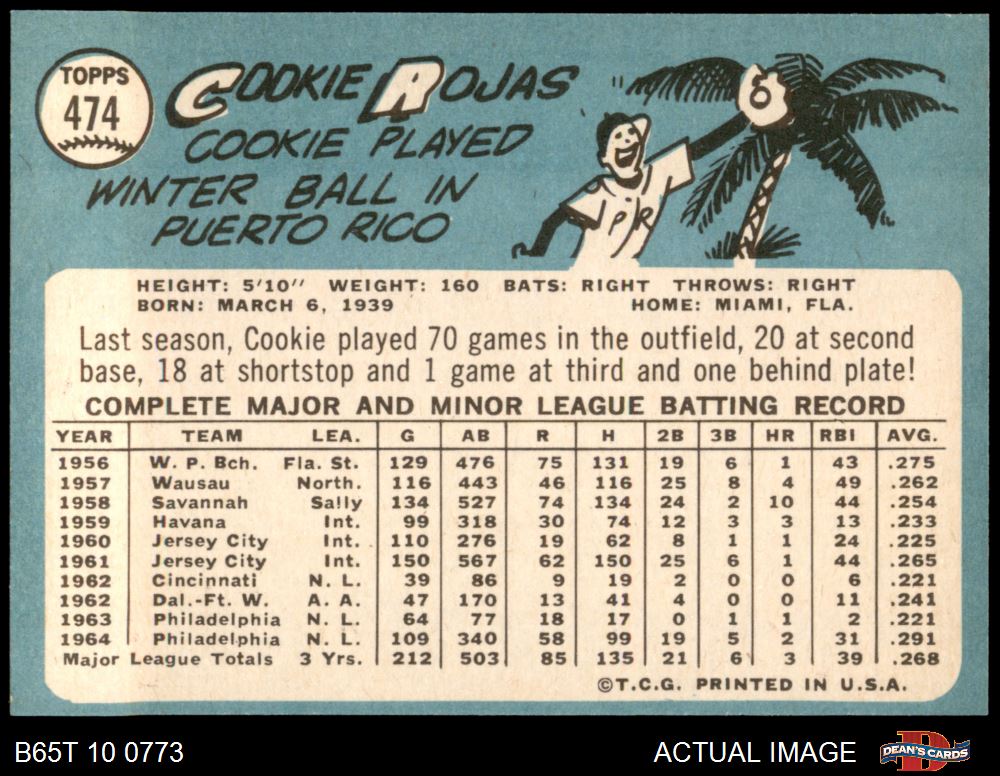 TOPPS
474
COOKIE ROJAS
COOKIE PLAYED
WINTER BALL IN
PUERTO RICO
PR
HEIGHT: 5'10" WEIGHT: 160 BATS: RIGHT THROWS: RIGHT
BORN: MARCH 6, 1939 HOME: MIAMI, FLA.
Last season, Cookie played 70 games in the outfield, 20 at second
base, 18 at shortstop and 1 game at third and one behind plate!
COMPLETE MAJOR AND MINOR LEAGUE BATTING RECORD
YEAR TEAM LEA. G AB R H 2B 3B HR RBI AVG.
1956 W. P. Bch. Fla. St. 129 476 75 131 19 6 1 43 .275
1957 Wausau North. 116 443 46 116 25 8 4 49 .262
1958 Savannah Sally 134 527 74 134 24 2 10 44 .254
1959 Havana Int. 99 318 30 74 12 3 3 13 .233
1960 Jersey City Int. 110 276 19 62 8 1 1 24 .225
1961 Jersey City Int. 150 567 62 150 25 6 1 44 .265
1962 Cincinnati N. L. 39 86 9 19 2 0 0 6 .221
1962 Dal.-Ft. W. A. A. 47 170 13 41 4 0 0 11 .241
1963 Philadelphia N. L. 64 77 18 17 0 1 1 2 .221
1964 Philadelphia N. L. 109 340 58 99 19 5 2 31 .291
Major League Totals 3 Yrs. 212 503 85 135 21 6 3 39 .268
©T.C.G. PRINTED IN U.S.A.
B65T 10 0773 ACTUAL IMAGE DEAN'S CARDS